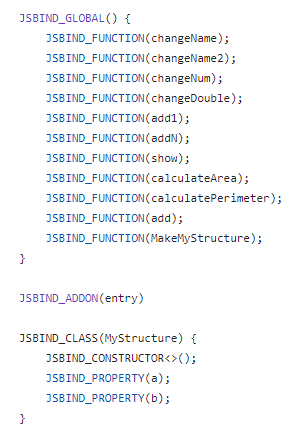 JSBIND_GLOBAL() {
    JSBIND_FUNCTION(changeName);
    JSBIND_FUNCTION(changeName2);
    JSBIND_FUNCTION(changeNum);
    JSBIND_FUNCTION(changeDouble);
    JSBIND_FUNCTION(add1);
    JSBIND_FUNCTION(addN);
    JSBIND_FUNCTION(show);
    JSBIND_FUNCTION(calculateArea);
    JSBIND_FUNCTION(calculatePerimeter);
    JSBIND_FUNCTION(add);
    JSBIND_FUNCTION(MakeMyStructure);
}

JSBIND_ADDON(entry)

JSBIND_CLASS(MyStructure) {
    JSBIND_CONSTRUCTOR<>();
    JSBIND_PROPERTY(a);
    JSBIND_PROPERTY(b);
}